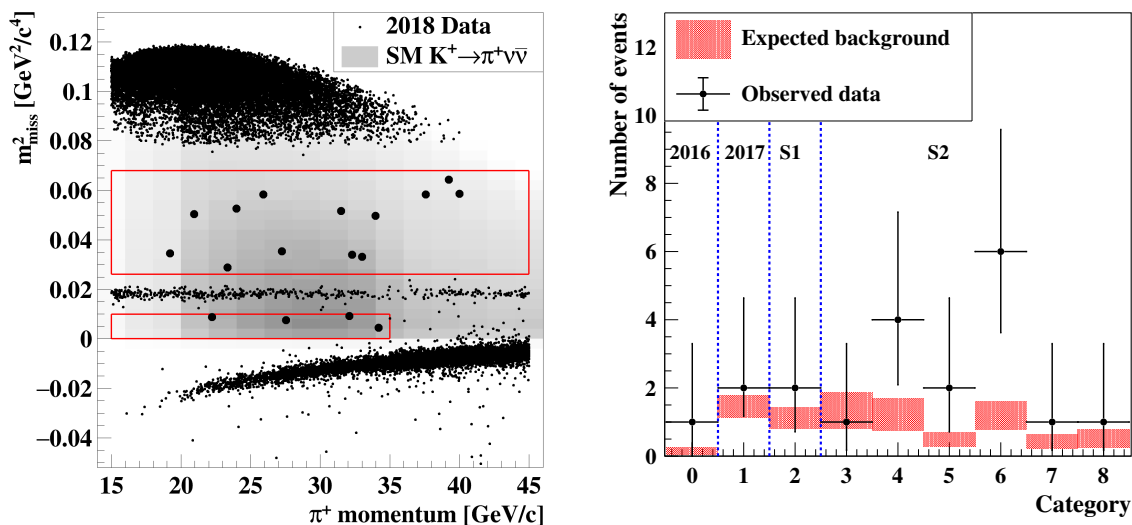 m²miss [GeV²/c⁴]
0.12
0.1
0.08
0.06
0.04
0.02
0
−0.02
−0.04
2018 Data
SM K⁺→π⁺νν̄
15 20 25 30 35 40 45
π⁺ momentum [GeV/c]
Number of events
12
10
8
6
4
2
0
Expected background
Observed data
2016 2017 S1 S2
0 1 2 3 4 5 6 7 8
Category